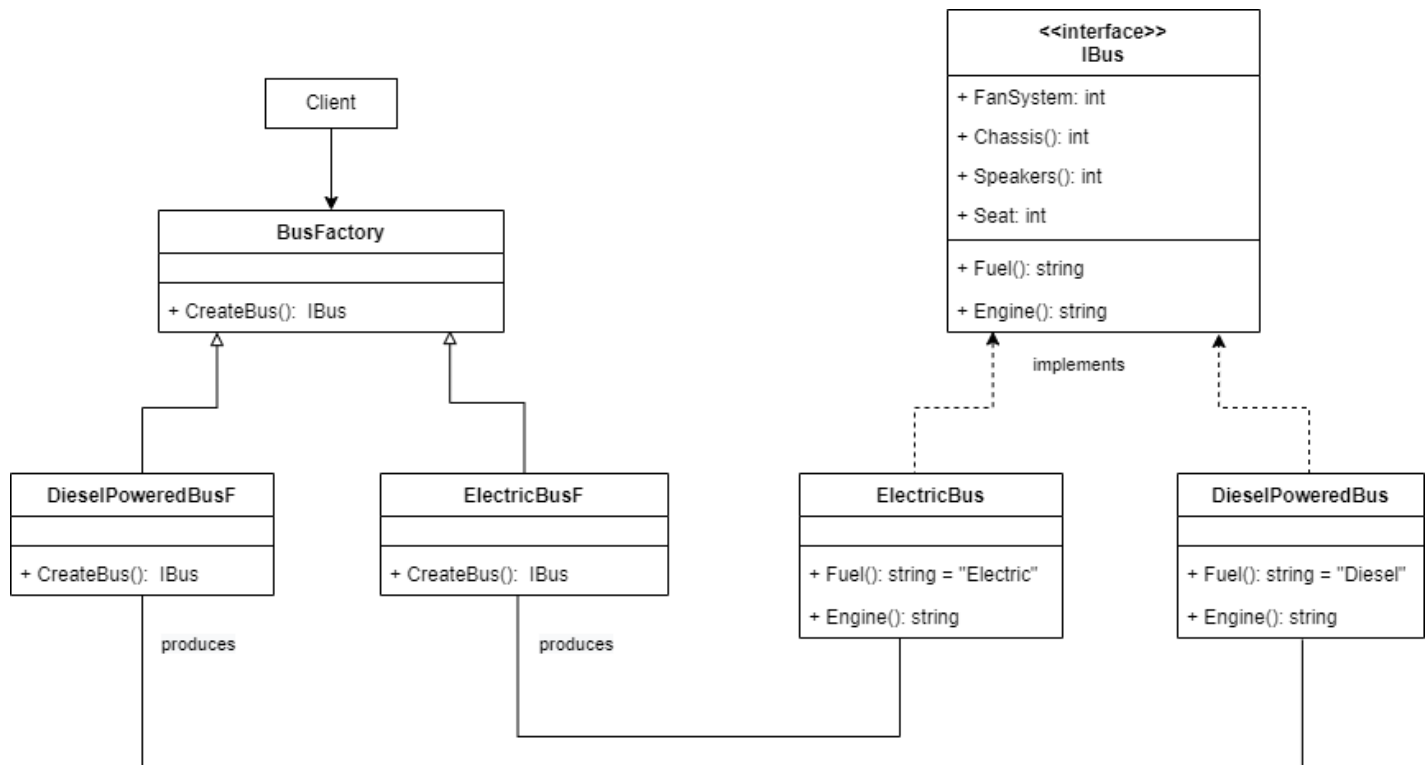 <<interface>>
IBus
+ FanSystem: int
+ Chassis(): int
+ Speakers(): int
+ Seat: int
+ Fuel(): string
+ Engine(): string
Client
BusFactory
+ CreateBus():  IBus
implements
DieselPoweredBusF
+ CreateBus():  IBus
produces
ElectricBusF
+ CreateBus():  IBus
produces
ElectricBus
+ Fuel(): string = "Electric"
+ Engine(): string
DieselPoweredBus
+ Fuel(): string = "Diesel"
+ Engine(): string